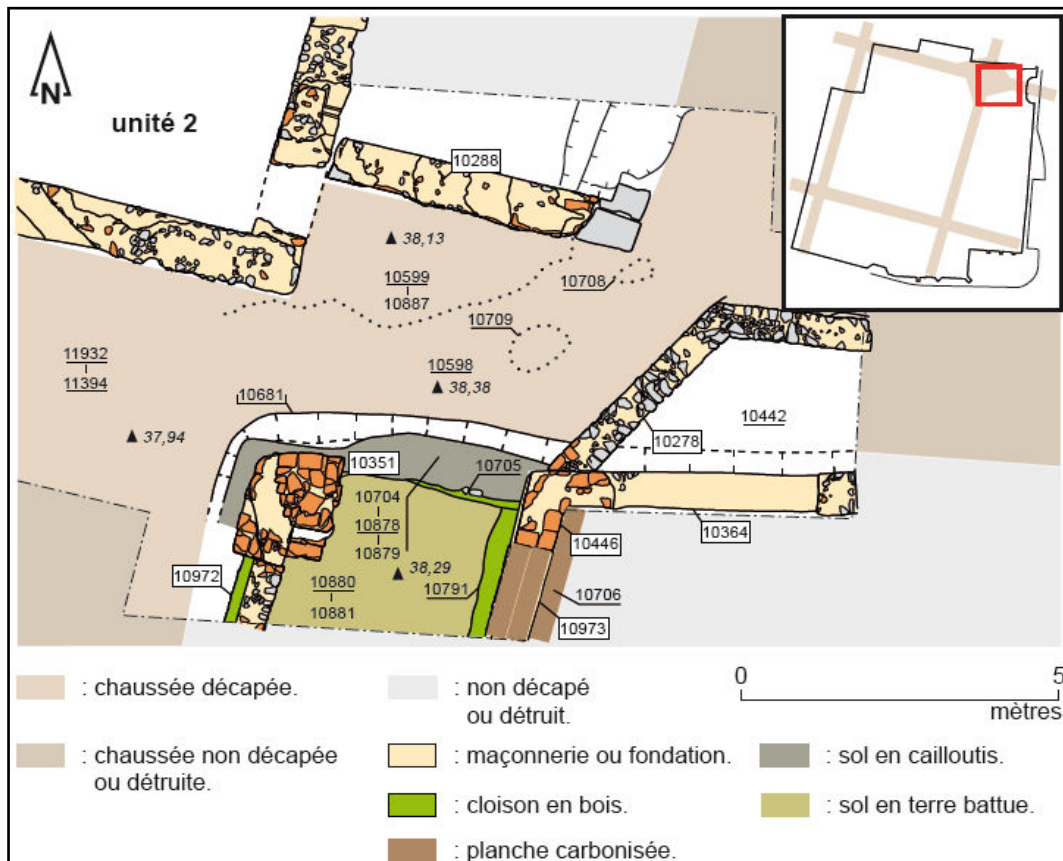 N
unité 2
10288
38,13
10599
10887
10708
10709
11932
11394
10598
38,38
10681
37,94
10442
10278
10351
10705
10704
10878
10879
10364
10446
10972
38,29
10791
10880
10881
10706
10973
: chaussée décapée.
: non décapé
ou détruit.
0 5
mètres
: chaussée non décapée
ou détruite.
: maçonnerie ou fondation.
: sol en cailloutis.
: cloison en bois.
: sol en terre battue.
: planche carbonisée.